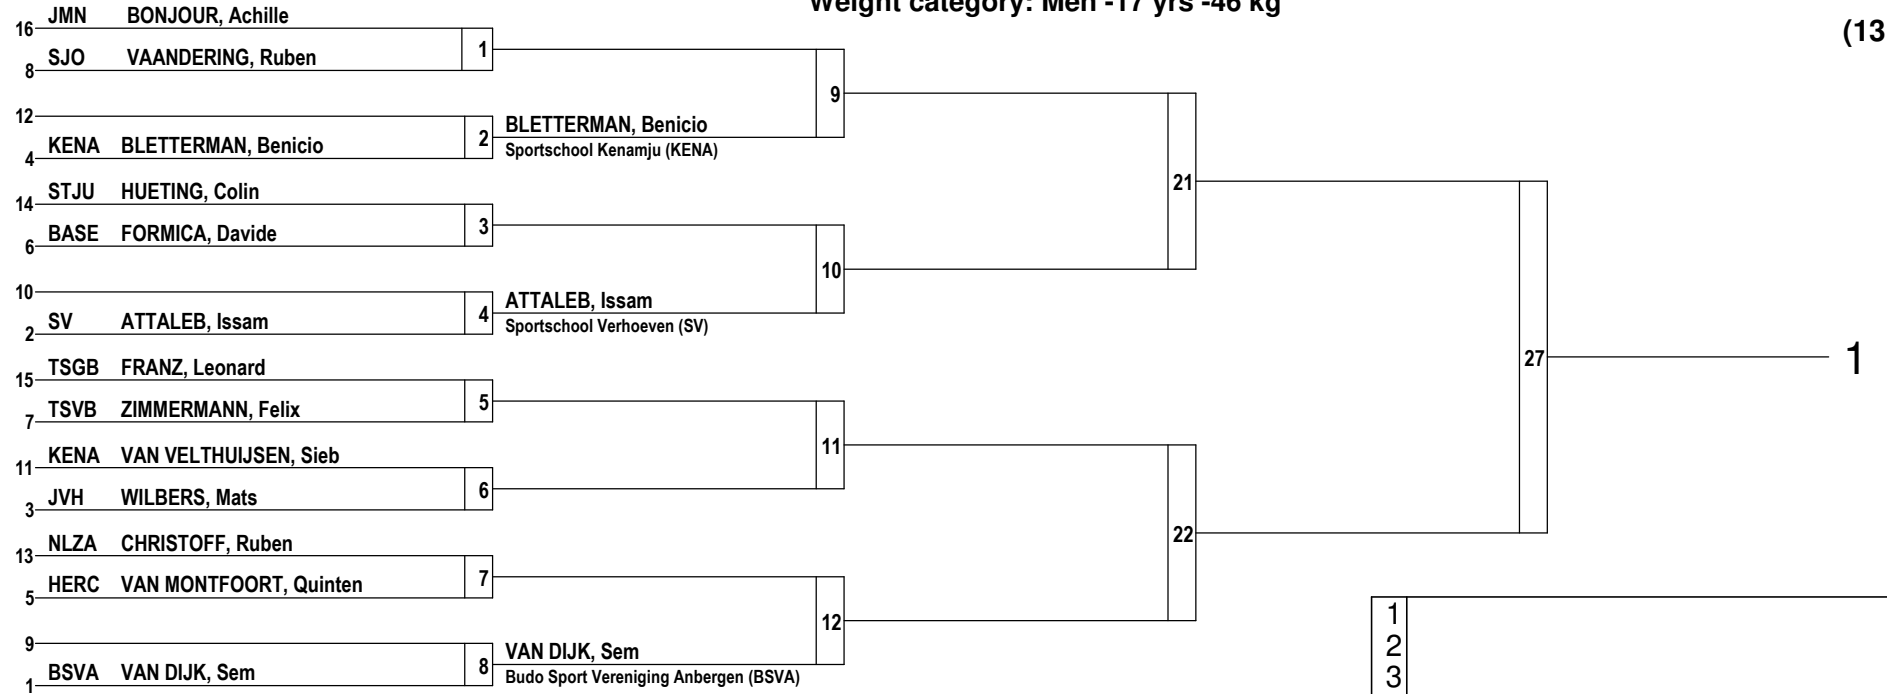 Weight category: Men -17 yrs -46 kg
(13
16 JMN BONJOUR, Achille
8 SJO VAANDERING, Ruben
1
12
4 KENA BLETTERMAN, Benicio
2
BLETTERMAN, Benicio
Sportschool Kenamju (KENA)
9
14 STJU HUETING, Colin
6 BASE FORMICA, Davide
3
10
2 SV ATTALEB, Issam
4
ATTALEB, Issam
Sportschool Verhoeven (SV)
10
21
15 TSGB FRANZ, Leonard
7 TSVB ZIMMERMANN, Felix
5
11 KENA VAN VELTHUIJSEN, Sieb
3 JVH WILBERS, Mats
6
11
13 NLZA CHRISTOFF, Ruben
5 HERC VAN MONTFOORT, Quinten
7
9
1 BSVA VAN DIJK, Sem
8
VAN DIJK, Sem
Budo Sport Vereniging Anbergen (BSVA)
12
22
27
1
1
2
3